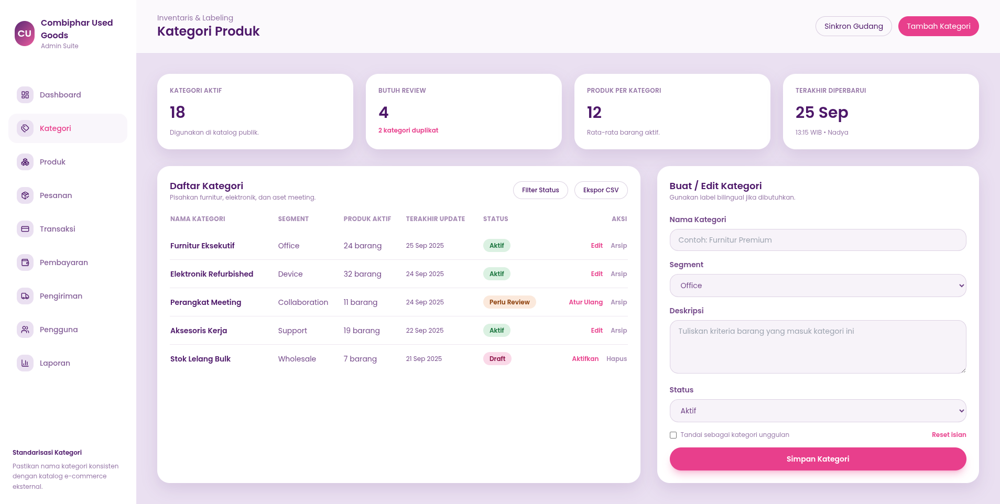 CU
Combiphar Used
Goods
Admin Suite
Dashboard
Kategori
Produk
Pesanan
Transaksi
Pembayaran
Pengiriman
Pengguna
Laporan
Standarisasi Kategori
Pastikan nama kategori konsisten
dengan katalog e-commerce
eksternal.
Inventaris & Labeling
Kategori Produk
Sinkron Gudang
Tambah Kategori
KATEGORI AKTIF
18
Digunakan di katalog publik.
BUTUH REVIEW
4
2 kategori duplikat
PRODUK PER KATEGORI
12
Rata-rata barang aktif.
TERAKHIR DIPERBARUI
25 Sep
13:15 WIB • Nadya
Daftar Kategori
Pisahkan furnitur, elektronik, dan aset meeting.
Filter Status
Ekspor CSV
NAMA KATEGORI SEGMENT PRODUK AKTIF TERAKHIR UPDATE STATUS AKSI
Furnitur Eksekutif Office 24 barang 25 Sep 2025 Aktif Edit Arsip
Elektronik Refurbished Device 32 barang 24 Sep 2025 Aktif Edit Arsip
Perangkat Meeting Collaboration 11 barang 24 Sep 2025 Perlu Review Atur Ulang Arsip
Aksesoris Kerja Support 19 barang 22 Sep 2025 Aktif Edit Arsip
Stok Lelang Bulk Wholesale 7 barang 21 Sep 2025 Draft Aktifkan Hapus
Buat / Edit Kategori
Gunakan label bilingual jika dibutuhkan.
Nama Kategori
Contoh: Furnitur Premium
Segment
Office
Deskripsi
Tuliskan kriteria barang yang masuk kategori ini
Status
Aktif
Tandai sebagai kategori unggulan
Reset isian
Simpan Kategori